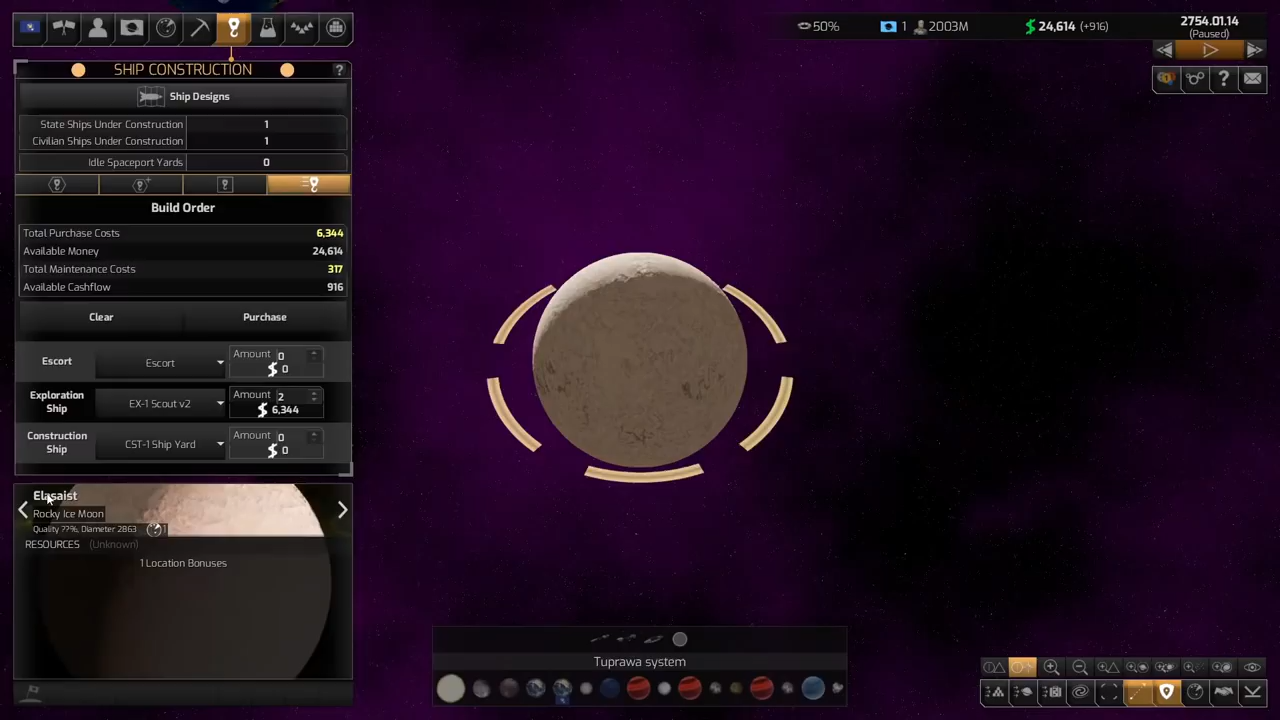 50%
1
2003M
24,614 (+916)
2754.01.14
(Paused)
SHIP CONSTRUCTION
?
?
Ship Designs
State Ships Under Construction 1
Civilian Ships Under Construction 1
Idle Spaceport Yards 0
Build Order
Total Purchase Costs 6,344
Available Money 24,614
Total Maintenance Costs 317
Available Cashflow 916
Clear Purchase
Escort Escort Amount 0
0
Exploration Ship EX-1 Scout v2 Amount 2
6,344
Construction Ship CST-1 Ship Yard Amount 0
0
Elasaist
Rocky Ice Moon
Quality ??%, Diameter 2863 1
RESOURCES (Unknown)
1 Location Bonuses
Tuprawa system